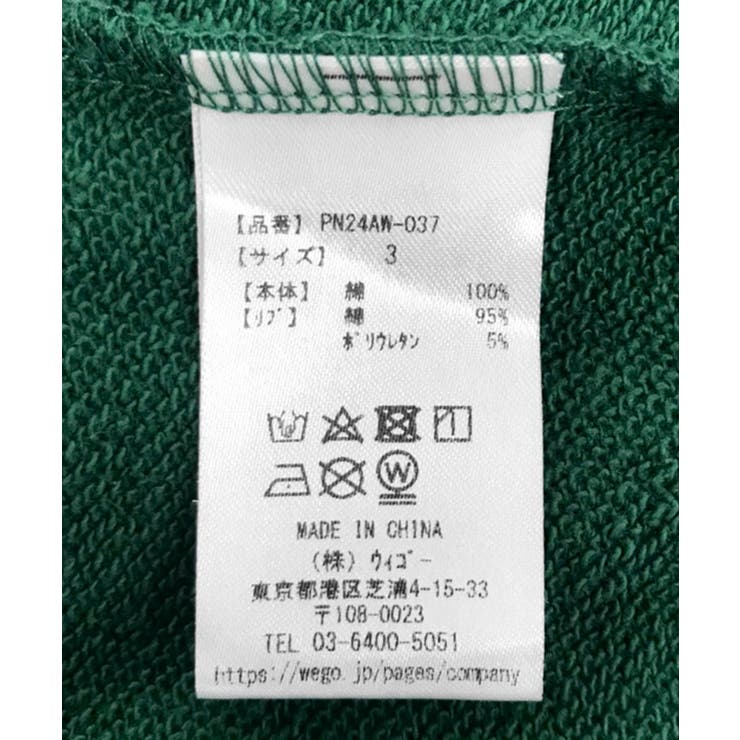 【品番】 PN24AW-037
【サイズ】 3
【本体】 綿 100%
【ﾘﾌﾞ】 綿 95%
ﾎﾟﾘｳﾚﾀﾝ 5%
W
MADE IN CHINA
(株) ウィゴー
東京都港区芝浦4-15-33
〒108-0023
TEL 03-6400-5051
https://wego.jp/pages/company